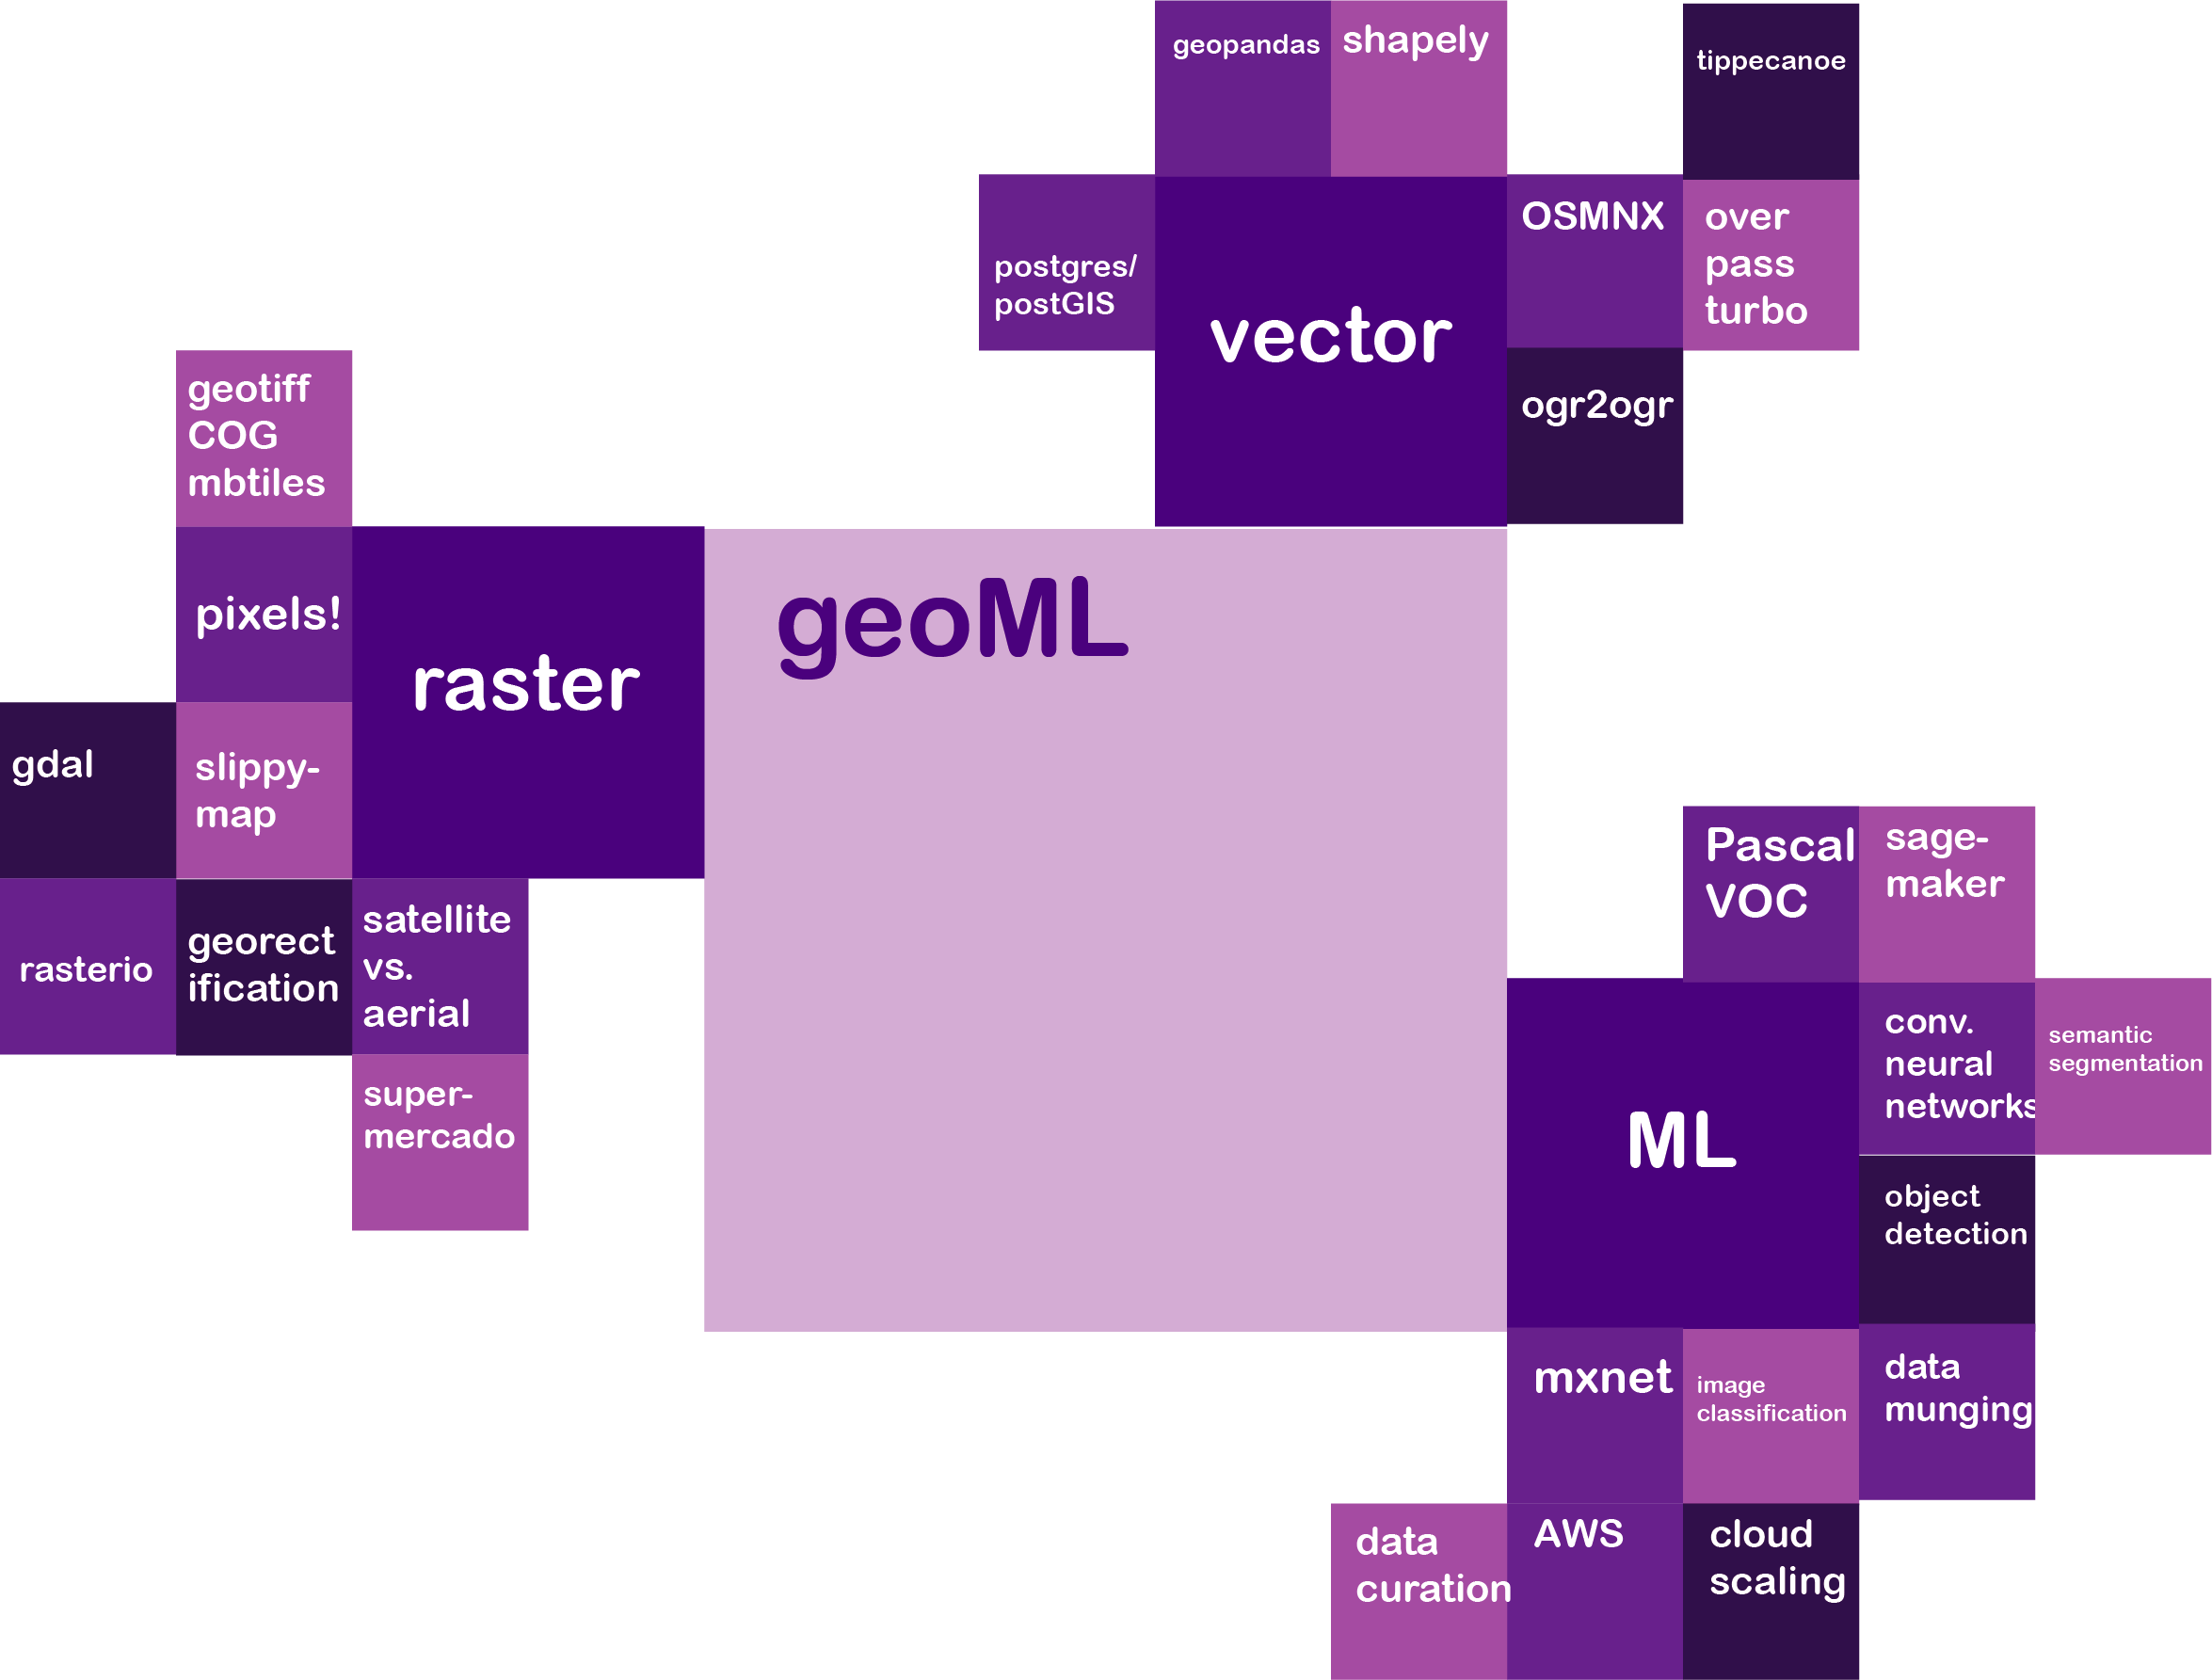 geopandas
shapely
tippecanoe
postgres/
postGIS
vector
OSMNX
over
pass
turbo
ogr2ogr
geotiff
COG
mbtiles
pixels!
raster
gdal
slippy-
map
rasterio
georect
ification
satellite
vs.
aerial
super-
mercado
geoML
Pascal
VOC
sage-
maker
ML
conv.
neural
networks
semantic
segmentation
object
detection
mxnet
image
classification
data
munging
data
curation
AWS
cloud
scaling